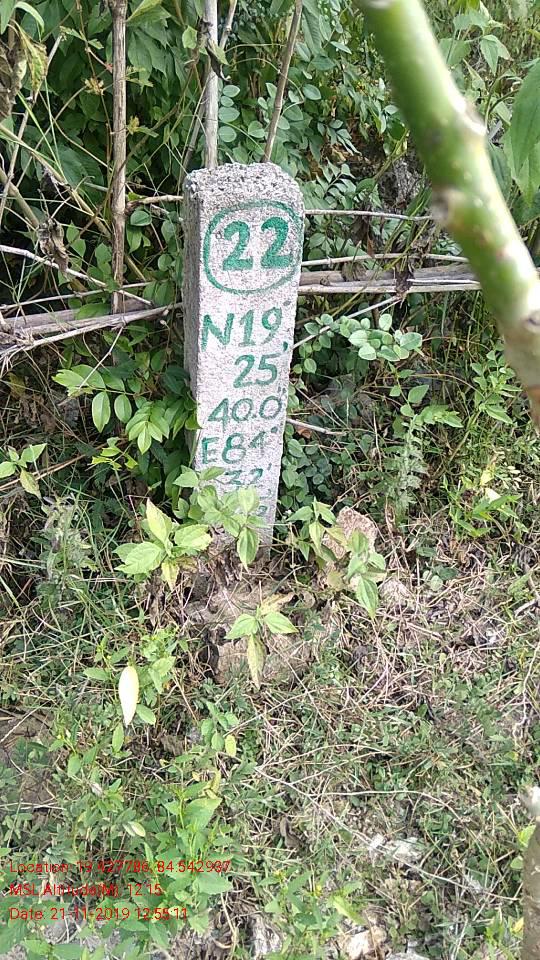 22
N19°
25'
40.0"
E84°
32'
Location: 19.427786, 84.542937
MSL Altitude(M): 12.15
Date: 21-11-2019 12:55:11